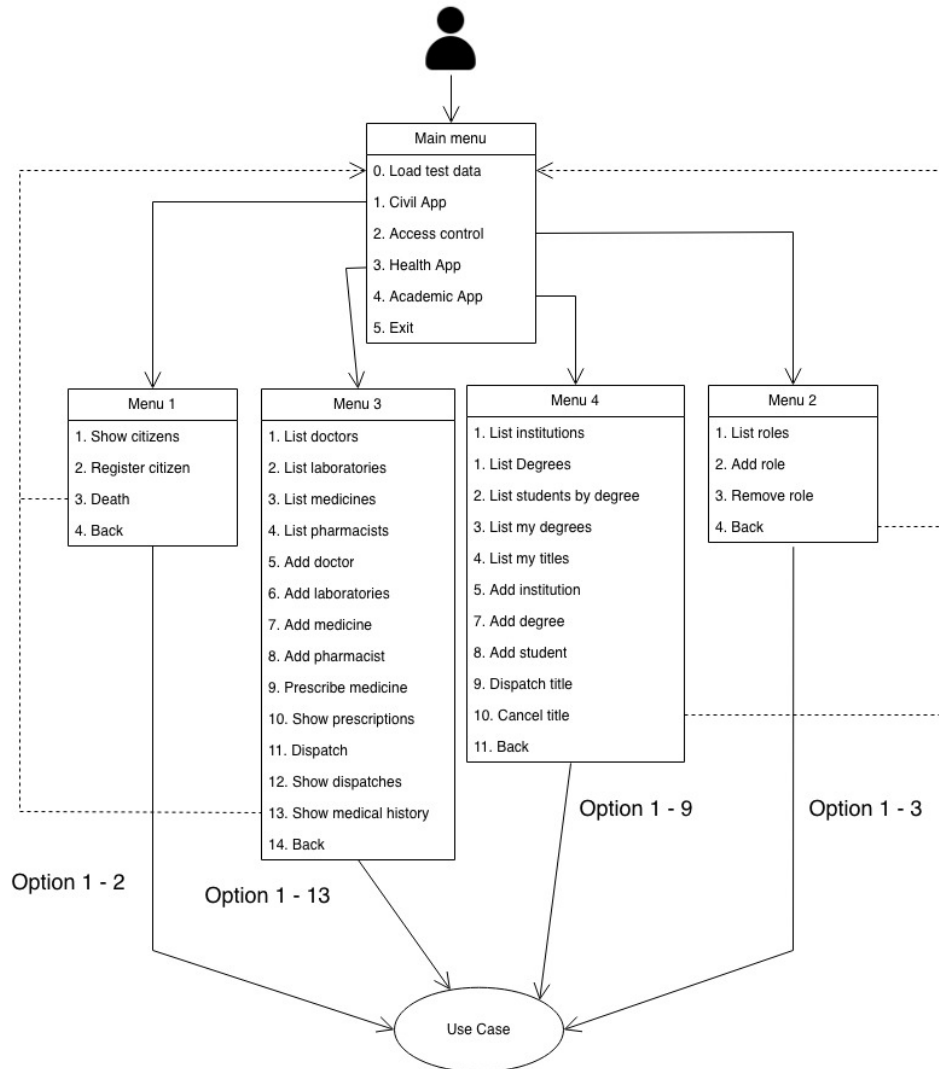 Main menu
0. Load test data
1. Civil App
2. Access control
3. Health App
4. Academic App
5. Exit
Menu 1
1. Show citizens
2. Register citizen
3. Death
4. Back
Menu 3
1. List doctors
2. List laboratories
3. List medicines
4. List pharmacists
5. Add doctor
6. Add laboratories
7. Add medicine
8. Add pharmacist
9. Prescribe medicine
10. Show prescriptions
11. Dispatch
12. Show dispatches
13. Show medical history
14. Back
Menu 4
1. List institutions
1. List Degrees
2. List students by degree
3. List my degrees
4. List my titles
5. Add institution
7. Add degree
8. Add student
9. Dispatch title
10. Cancel title
11. Back
Menu 2
1. List roles
2. Add role
3. Remove role
4. Back
Option 1 - 2
Option 1 - 13
Option 1 - 9
Option 1 - 3
Use Case